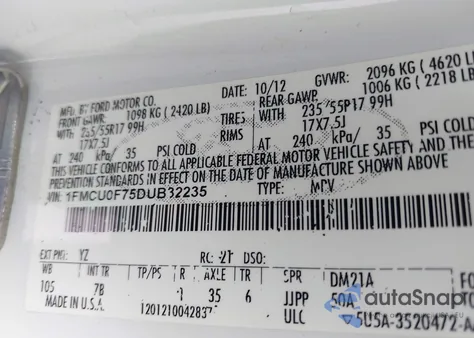 MFD. BY FORD MOTOR CO.
DATE: 10/12 GVWR: 2096 KG ( 4620 LB
FRONT GAWR: 1098 KG ( 2420 LB) REAR GAWR: 1006 KG ( 2218 LB
WITH 235/55R17 99H TIRES WITH 235/55R17 99H
17X7.5J RIMS 17X7.5J
AT 240 kPa/ 35 PSI COLD AT 240 kPa/ 35 PSI COLD
THIS VEHICLE CONFORMS TO ALL APPLICABLE FEDERAL MOTOR VEHICLE SAFETY AND
PREVENTION STANDARDS IN EFFECT ON THE DATE OF MANUFACTURE SHOWN
VIN: 1FMCU0F75DUB32235 TYPE: MPV
EXT PNT: YZ RC: 21 DSO:
WB INT TR TP/PS R AXLE TR SPR DM21A
105 7B 35 6 JJPP 50A
MADE IN U.S.A. ULC
5U5A-3520472-A
autoSnap